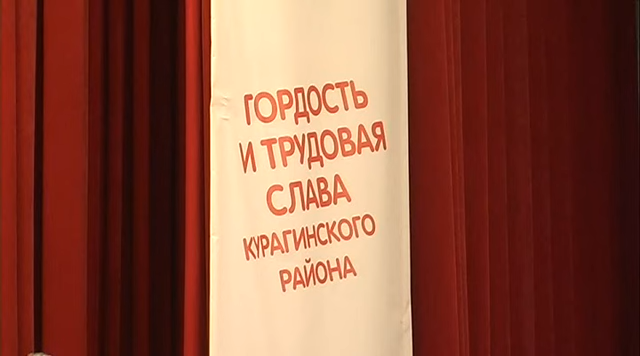 ГОРДОСТЬ
И ТРУДОВАЯ
СЛАВА
КУРАГИНСКОГО
РАЙОНА